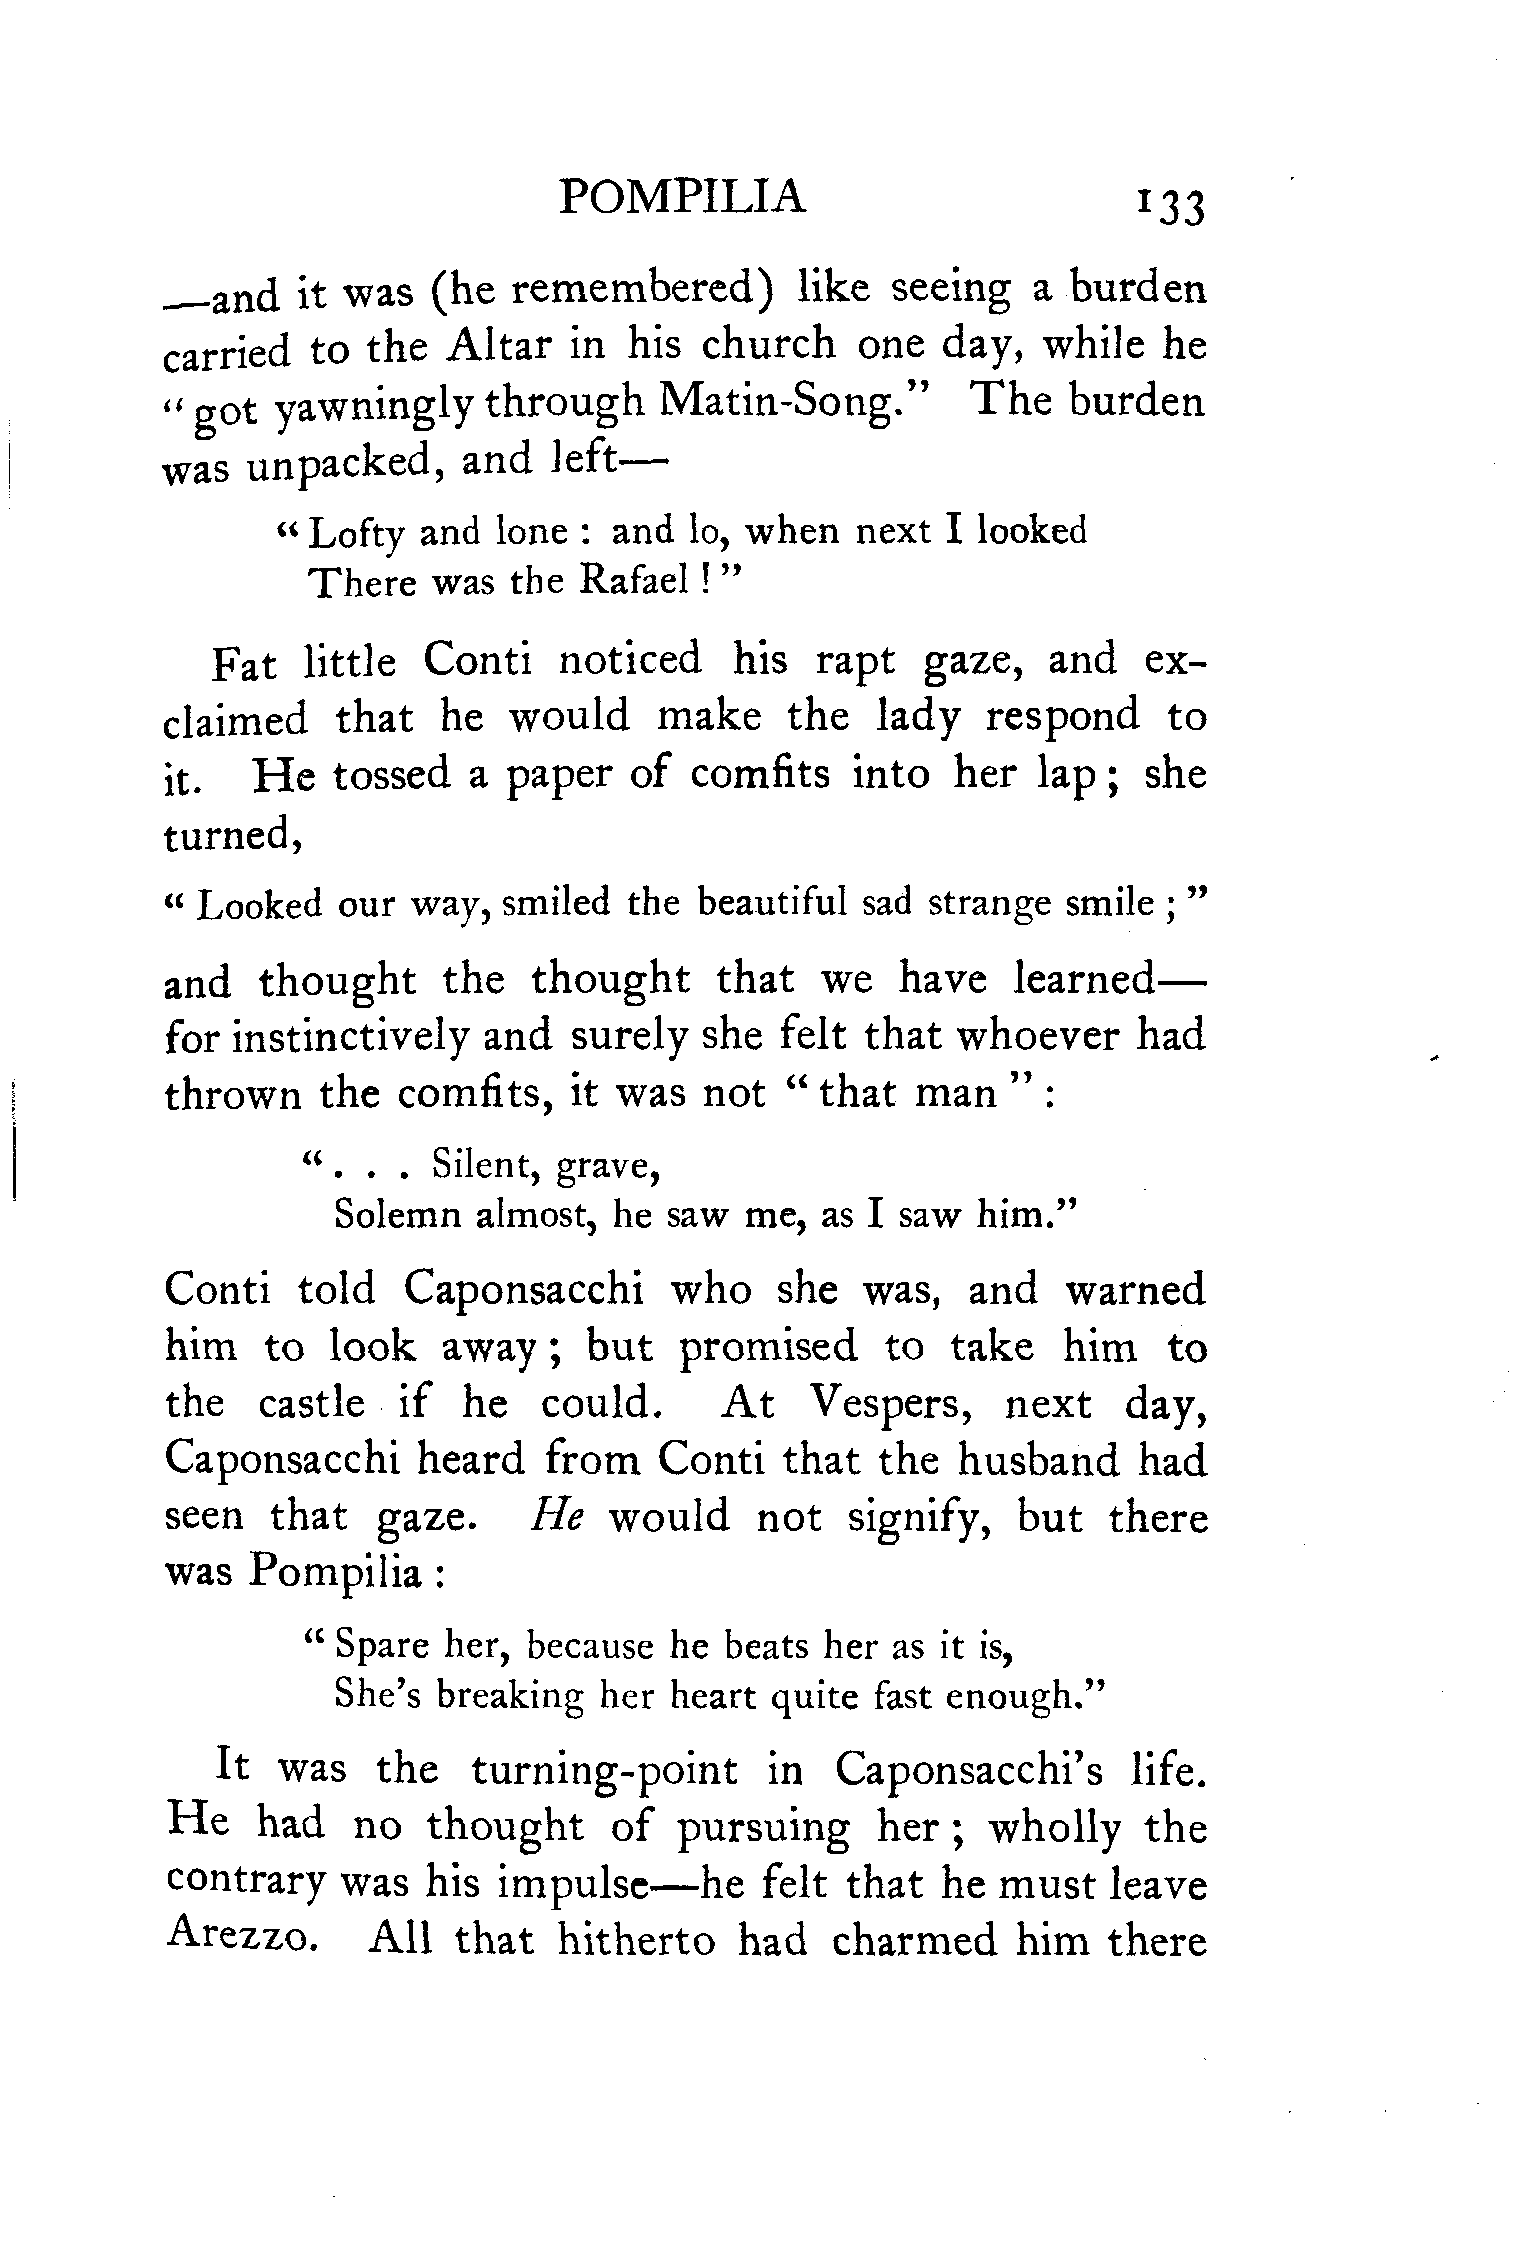 POMPILIA 133
—and it was (he remembered) like seeing a burden
carried to the Altar in his church one day, while he
“ got yawningly through Matin-Song.” The burden
was unpacked, and left—
“ Lofty and lone : and lo, when next I looked
There was the Rafael ! ”
Fat little Conti noticed his rapt gaze, and ex-
claimed that he would make the lady respond to
it. He tossed a paper of comfits into her lap ; she
turned,
“ Looked our way, smiled the beautiful sad strange smile ; ”
and thought the thought that we have learned—
for instinctively and surely she felt that whoever had
thrown the comfits, it was not “ that man ” :
“ . . . Silent, grave,
Solemn almost, he saw me, as I saw him.”
Conti told Caponsacchi who she was, and warned
him to look away ; but promised to take him to
the castle if he could. At Vespers, next day,
Caponsacchi heard from Conti that the husband had
seen that gaze. He would not signify, but there
was Pompilia :
“ Spare her, because he beats her as it is,
She’s breaking her heart quite fast enough.”
It was the turning-point in Caponsacchi’s life.
He had no thought of pursuing her ; wholly the
contrary was his impulse—he felt that he must leave
Arezzo. All that hitherto had charmed him there